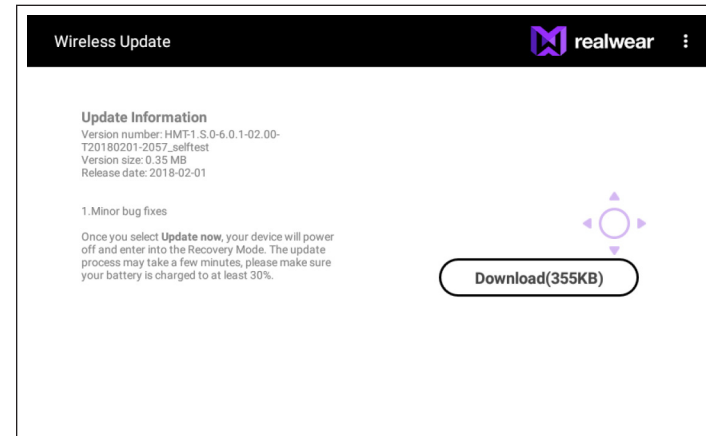 Wireless Update
realwear
Update Information
Version number: HMT-1.S.0-6.0.1-02.00-
T20180201-2057_selftest
Version size: 0.35 MB
Release date: 2018-02-01
1.Minor bug fixes
Once you select Update now, your device will power
off and enter into the Recovery Mode. The update
process may take a few minutes, please make sure
your battery is charged to at least 30%.
Download(355KB)